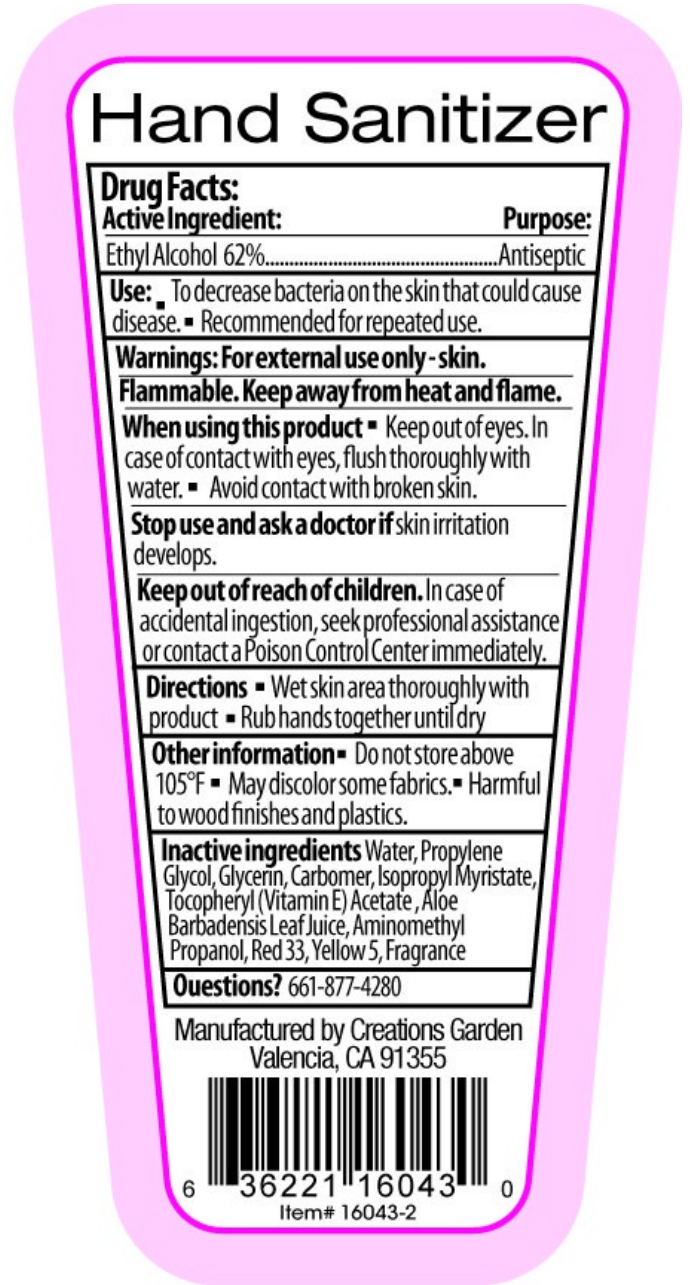 Hand Sanitizer
Drug Facts:
Active Ingredient: Purpose:
Ethyl Alcohol 62%................................................Antiseptic
Use: ▪ To decrease bacteria on the skin that could cause
disease. ▪ Recommended for repeated use.
Warnings: For external use only - skin.
Flammable. Keep away from heat and flame.
When using this product ▪ Keep out of eyes. In
case of contact with eyes, flush thoroughly with
water. ▪ Avoid contact with broken skin.
Stop use and ask a doctor if skin irritation
develops.
Keep out of reach of children. In case of
accidental ingestion, seek professional assistance
or contact a Poison Control Center immediately.
Directions ▪ Wet skin area thoroughly with
product ▪ Rub hands together until dry
Other information ▪ Do not store above
105°F ▪ May discolor some fabrics. ▪ Harmful
to wood finishes and plastics.
Inactive ingredients Water, Propylene
Glycol, Glycerin, Carbomer, Isopropyl Myristate,
Tocopheryl (Vitamin E) Acetate , Aloe
Barbadensis Leaf Juice, Aminomethyl
Propanol, Red 33, Yellow 5, Fragrance
Ouestions? 661-877-4280
Manufactured by Creations Garden
Valencia, CA 91355
6 36221 16043 0
Item# 16043-2